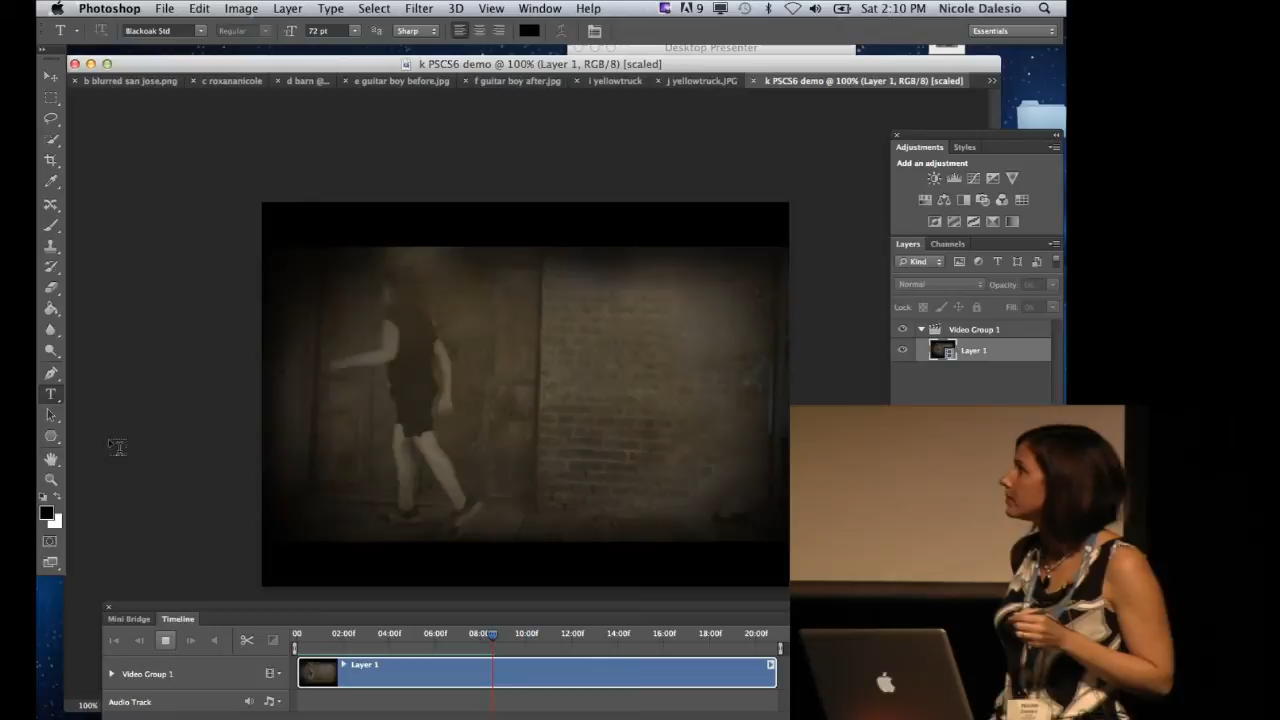 Photoshop File Edit Image Layer Type Select Filter 3D View Window Help 9 Sat 2:10 PM Nicole Dalesio
T Blackoak Std Regular 72 pt Sharp Essentials
Desktop Presenter
k PSCS6 demo @ 100% (Layer 1, RGB/8) [scaled]
b blurred san jose.png c roxananicole d barn @... e guitar boy before.jpg f guitar boy after.jpg i yellowtruck j yellowtruck.JPG k PSCS6 demo @ 100% (Layer 1, RGB/8) [scaled]
Adjustments Styles
Add an adjustment
Layers Channels
Kind
Normal Opacity:
Lock: Fill:
Video Group 1
Layer 1
Mini Bridge Timeline
00 02:00f 04:00f 06:00f 08:00f 10:00f 12:00f 14:00f 16:00f 18:00f 20:00f
Layer 1
Video Group 1
Audio Track
100%